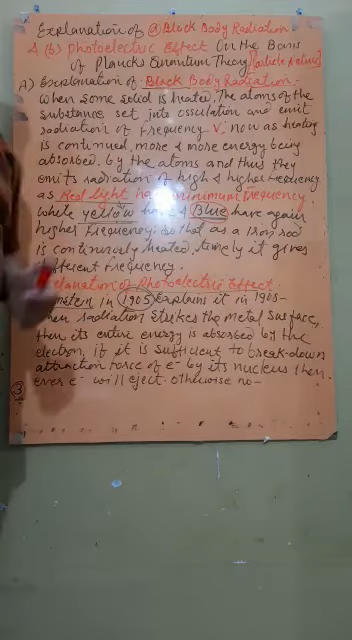 Explanation of @ Black Body Radiation
& (b) Photoelectric Effect On the Basis
of Plancks Quantum Theory (Particle Nature)
A) Explanation of Black Body Radiation:-
When some solid is heated, The atoms of the
substance set into osculation and emit
radiation of frequency V. now as heating
is continued, more & more energy being
absorbed. by the atoms and thus they
emits radiation of high & higher frequency
as Red light has minimum frequency
while yellow have & Blue have again
higher frequency. so that as a Iron rod
is continuously heated, it gives
different frequency.
Explanation of Photoelectric Effect:
Einstein in 1905 Explains it in 1905-
When radiation strikes the metal surface,
then its entire energy is absorbed by the
electron, if it is sufficient to break-down
attraction force of e- by its nucleus then
e- will eject. otherwise no-